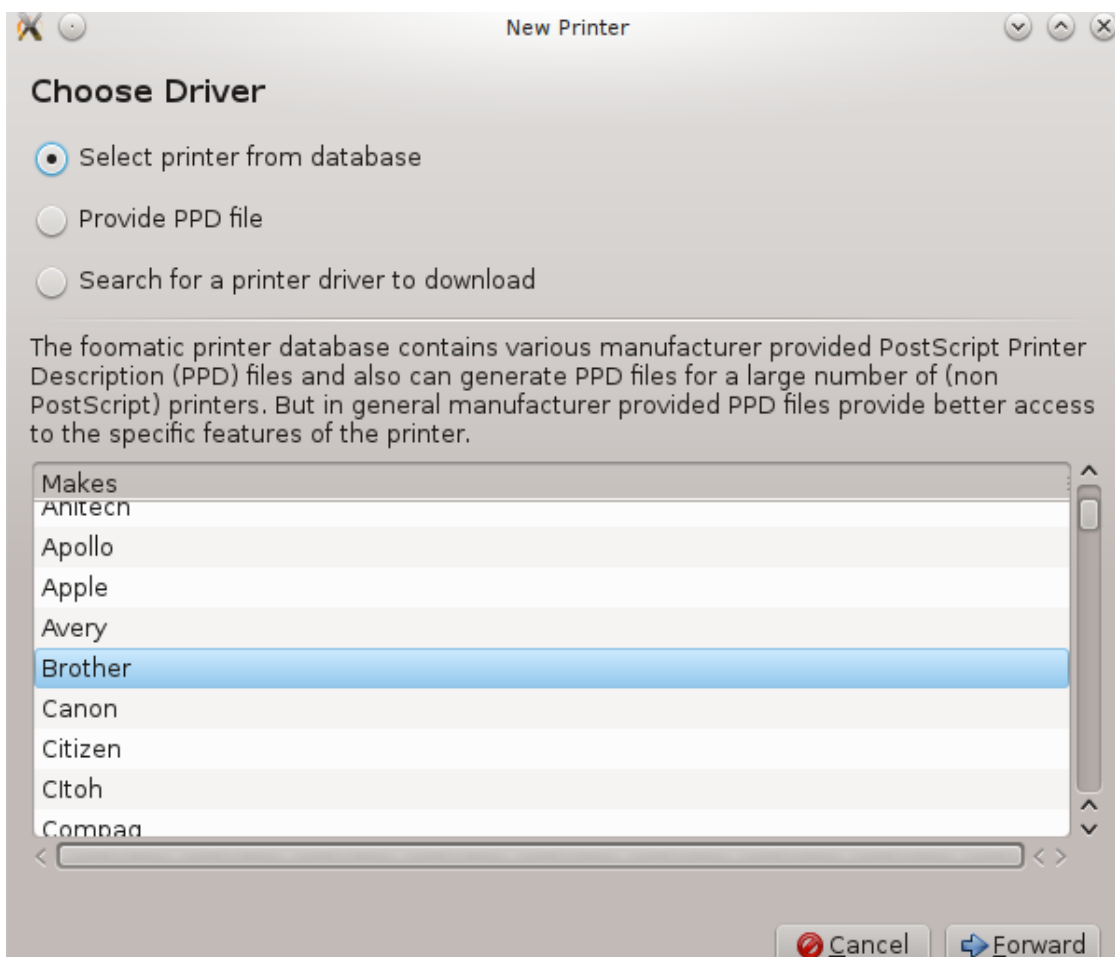 New Printer
Choose Driver
Select printer from database
Provide PPD file
Search for a printer driver to download
The foomatic printer database contains various manufacturer provided PostScript Printer
Description (PPD) files and also can generate PPD files for a large number of (non
PostScript) printers. But in general manufacturer provided PPD files provide better access
to the specific features of the printer.
Makes
Anitech
Apollo
Apple
Avery
Brother
Canon
Citizen
CItoh
Compaq
Cancel Forward